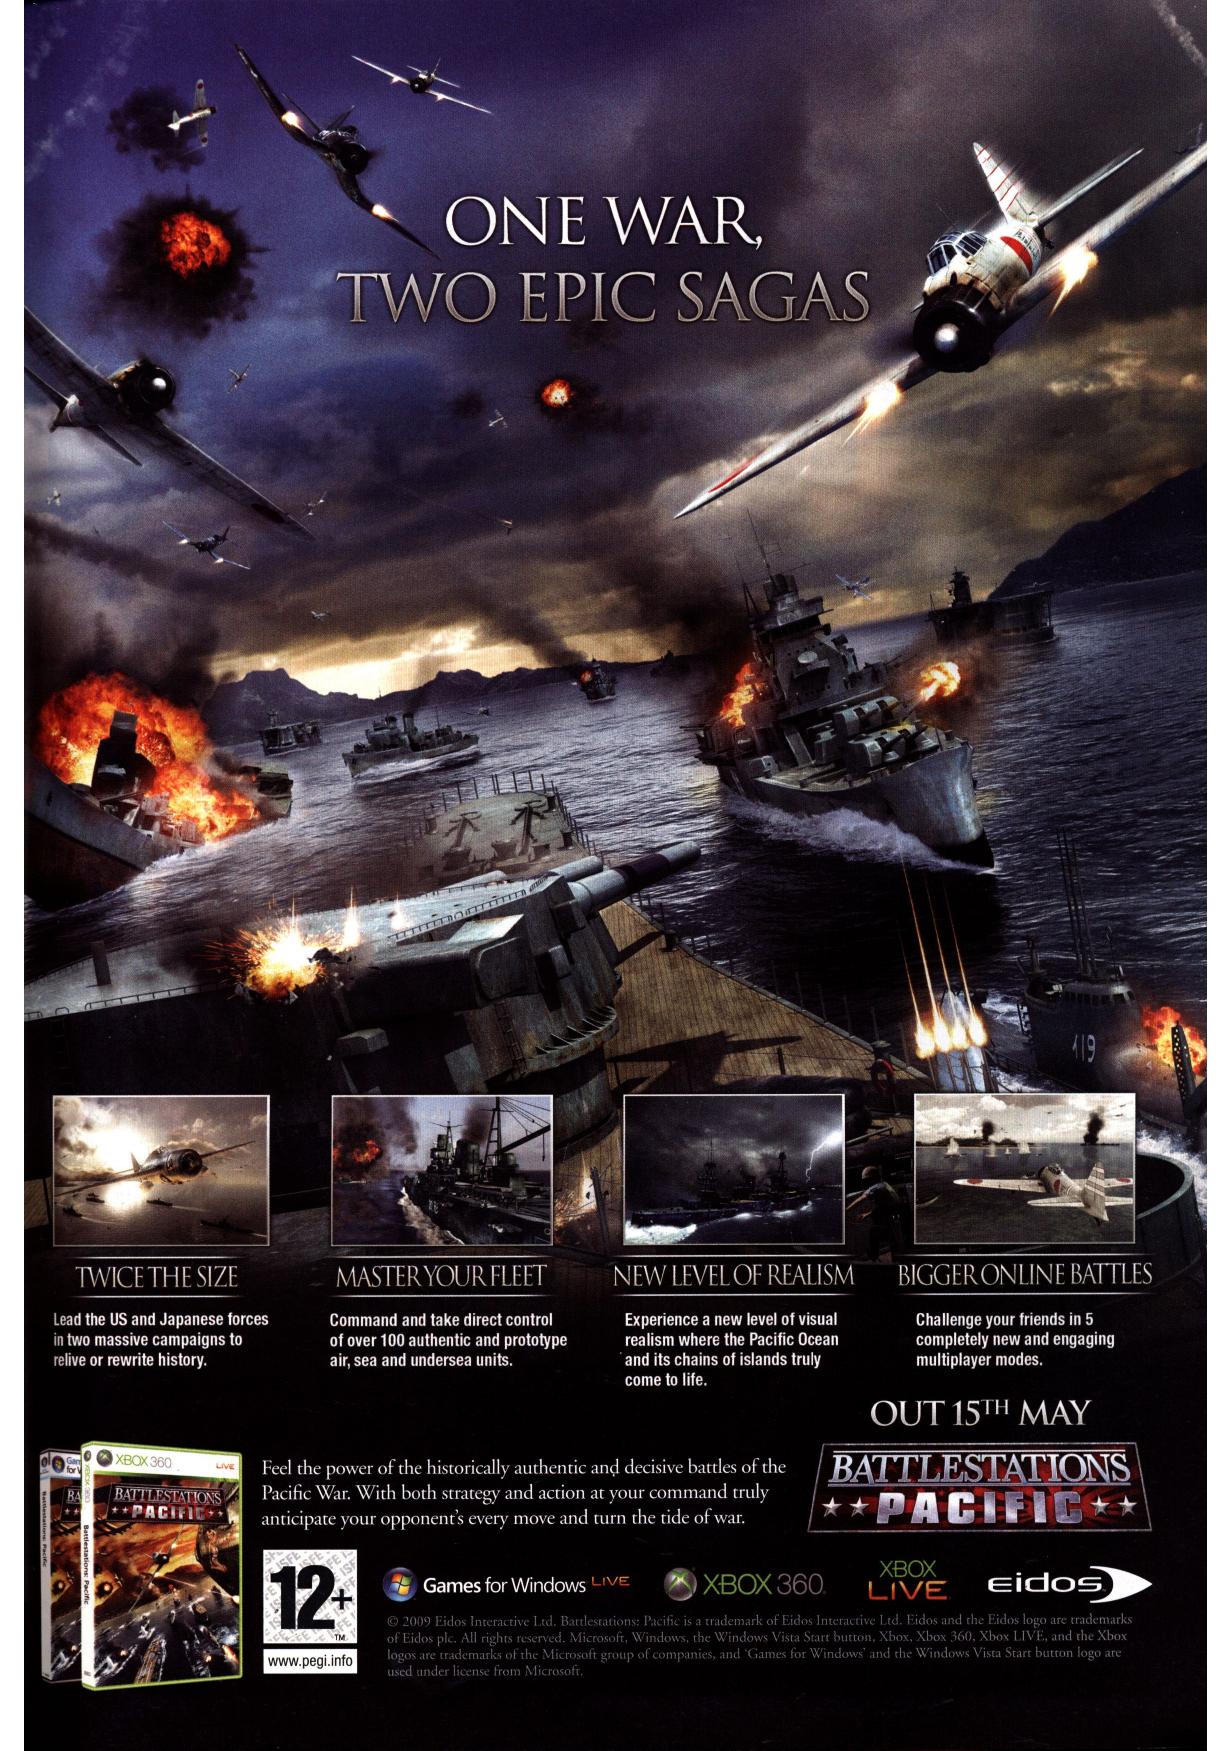 ONE WAR,
TWO EPIC SAGAS
119
TWICE THE SIZE
Lead the US and Japanese forces
in two massive campaigns to
relive or rewrite history.
MASTER YOUR FLEET
Command and take direct control
of over 100 authentic and prototype
air, sea and undersea units.
NEW LEVEL OF REALISM
Experience a new level of visual
realism where the Pacific Ocean
and its chains of islands truly
come to life.
BIGGER ONLINE BATTLES
Challenge your friends in 5
completely new and engaging
multiplayer modes.
OUT 15TH MAY
BATTLESTATIONS
PACIFIC
XBOX 360 LIVE
BATTLESTATIONS
PACIFIC
Battlestations: Pacific
XBOX 360
Battlestations: Pacific
Feel the power of the historically authentic and decisive battles of the
Pacific War. With both strategy and action at your command truly
anticipate your opponent's every move and turn the tide of war.
12+
TM
www.pegi.info
Games for Windows LIVE
XBOX 360.
XBOX
LIVE
eidos
© 2009 Eidos Interactive Ltd. Battlestations: Pacific is a trademark of Eidos Interactive Ltd. Eidos and the Eidos logo are trademarks
of Eidos plc. All rights reserved. Microsoft, Windows, the Windows Vista Start button, Xbox, Xbox 360, Xbox LIVE, and the Xbox
logos are trademarks of the Microsoft group of companies, and 'Games for Windows' and the Windows Vista Start button logo are
used under license from Microsoft.